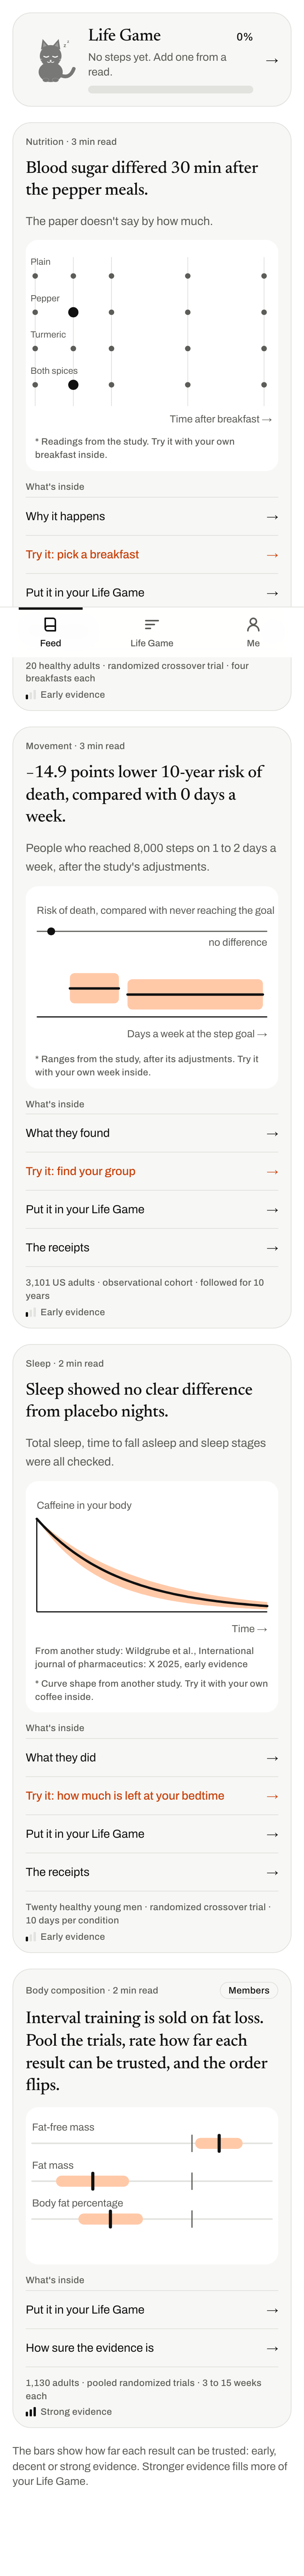 Life Game
0%
No steps yet. Add one from a
read.
→
Nutrition · 3 min read
Blood sugar differed 30 min after
the pepper meals.
The paper doesn't say by how much.
Plain
Pepper
Turmeric
Both spices
Time after breakfast →
* Readings from the study. Try it with your own
breakfast inside.
What's inside
Why it happens →
Try it: pick a breakfast →
Put it in your Life Game →
Feed
Life Game
Me
20 healthy adults · randomized crossover trial · four
breakfasts each
Early evidence
Movement · 3 min read
−14.9 points lower 10-year risk of
death, compared with 0 days a
week.
People who reached 8,000 steps on 1 to 2 days a
week, after the study's adjustments.
Risk of death, compared with never reaching the goal
no difference
Days a week at the step goal →
* Ranges from the study, after its adjustments. Try it
with your own week inside.
What's inside
What they found →
Try it: find your group →
Put it in your Life Game →
The receipts →
3,101 US adults · observational cohort · followed for 10
years
Early evidence
Sleep · 2 min read
Sleep showed no clear difference
from placebo nights.
Total sleep, time to fall asleep and sleep stages
were all checked.
Caffeine in your body
Time →
From another study: Wildgrube et al., International
journal of pharmaceutics: X 2025, early evidence
* Curve shape from another study. Try it with your own
coffee inside.
What's inside
What they did →
Try it: how much is left at your bedtime →
Put it in your Life Game →
The receipts →
Twenty healthy young men · randomized crossover trial ·
10 days per condition
Early evidence
Body composition · 2 min read
Members
Interval training is sold on fat loss.
Pool the trials, rate how far each
result can be trusted, and the order
flips.
Fat-free mass
Fat mass
Body fat percentage
What's inside
Put it in your Life Game →
How sure the evidence is →
1,130 adults · pooled randomized trials · 3 to 15 weeks
each
Strong evidence
The bars show how far each result can be trusted: early,
decent or strong evidence. Stronger evidence fills more of
your Life Game.